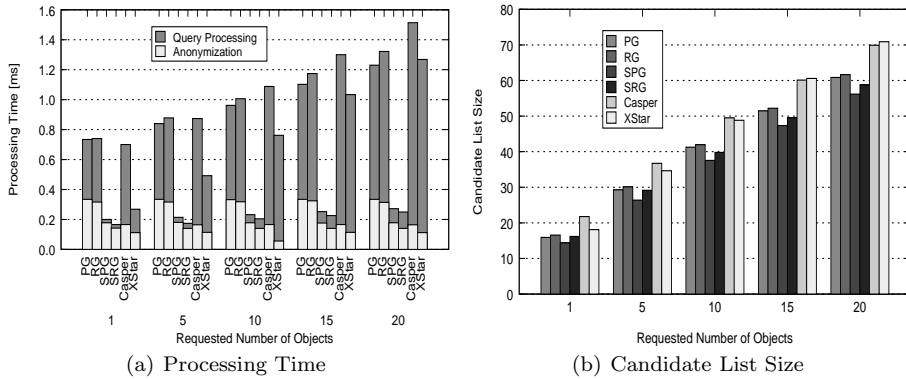 1.6
1.4
1.2
1.0
0.8
0.6
0.4
0.2
0.0
Processing Time [ms]
Query Processing
Anonymization
PG RG SPG SRG Casper XStar
PG RG SPG SRG Casper XStar
PG RG SPG SRG Casper XStar
PG RG SPG SRG Casper XStar
PG RG SPG SRG Casper XStar
1 5 10 15 20
Requested Number of Objects
(a) Processing Time
80
70
60
50
40
30
20
10
0
Candidate List Size
PG
RG
SPG
SRG
Casper
XStar
1 5 10 15 20
Requested Number of Objects
(b) Candidate List Size